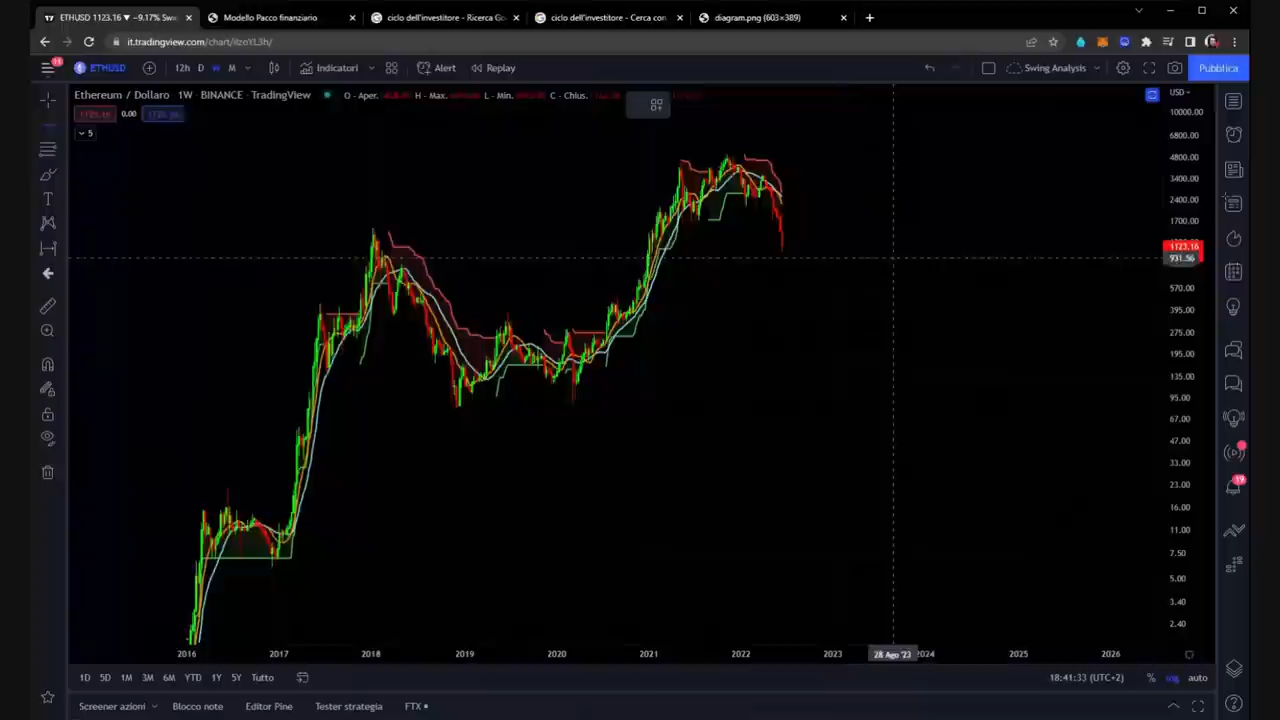 ETHUSD 1123.16 ▼ −9.17% Swi
Modello Pacco finanziario
ciclo dell'investitore - Ricerca Go
ciclo dell'investitore - Cerca con
diagram.png (603×389)
ETHUSD
12h D W M
Indicatori
Alert
Replay
Swing Analysis
Pubblica
Ethereum / Dollaro 1W · BINANCE · TradingView
O - Aper.
H - Max.
L - Min.
C - Chius.
0.00
5
USD
10000.00
6800.00
4800.00
3400.00
2400.00
1700.00
1123.16
931.56
570.00
395.00
275.00
195.00
135.00
95.00
67.00
47.00
33.00
23.00
16.00
11.00
7.50
5.00
3.40
2.40
2016 2017 2018 2019 2020 2021 2022 2023 28 Ago '23 2024 2025 2026
1D 5D 1M 3M 6M YTD 1Y 5Y Tutto
18:41:33 (UTC+2) % log auto
Screener azioni Blocco note Editor Pine Tester strategia FTX
19